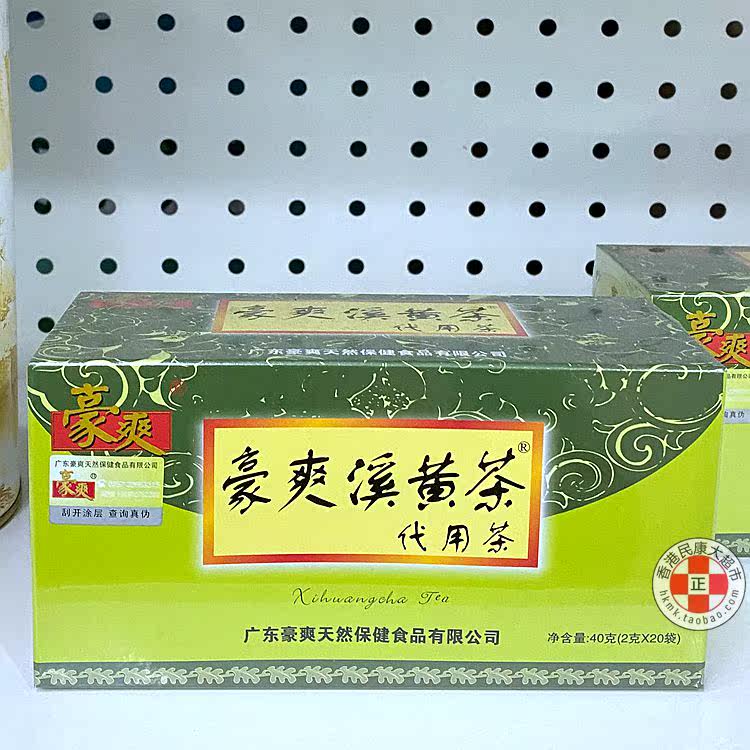 豪爽溪黄茶
代用茶
广东豪爽天然保健食品有限公司
豪爽®
广东豪爽天然保健食品有限公司
豪爽®
刮开涂层 查询真伪
豪爽溪黄茶®
代用茶
Xihuangcha Tea
广东豪爽天然保健食品有限公司
净含量:40克(2克X20袋)
豪爽
香港民康大超市
正
hkmk.taobao.com